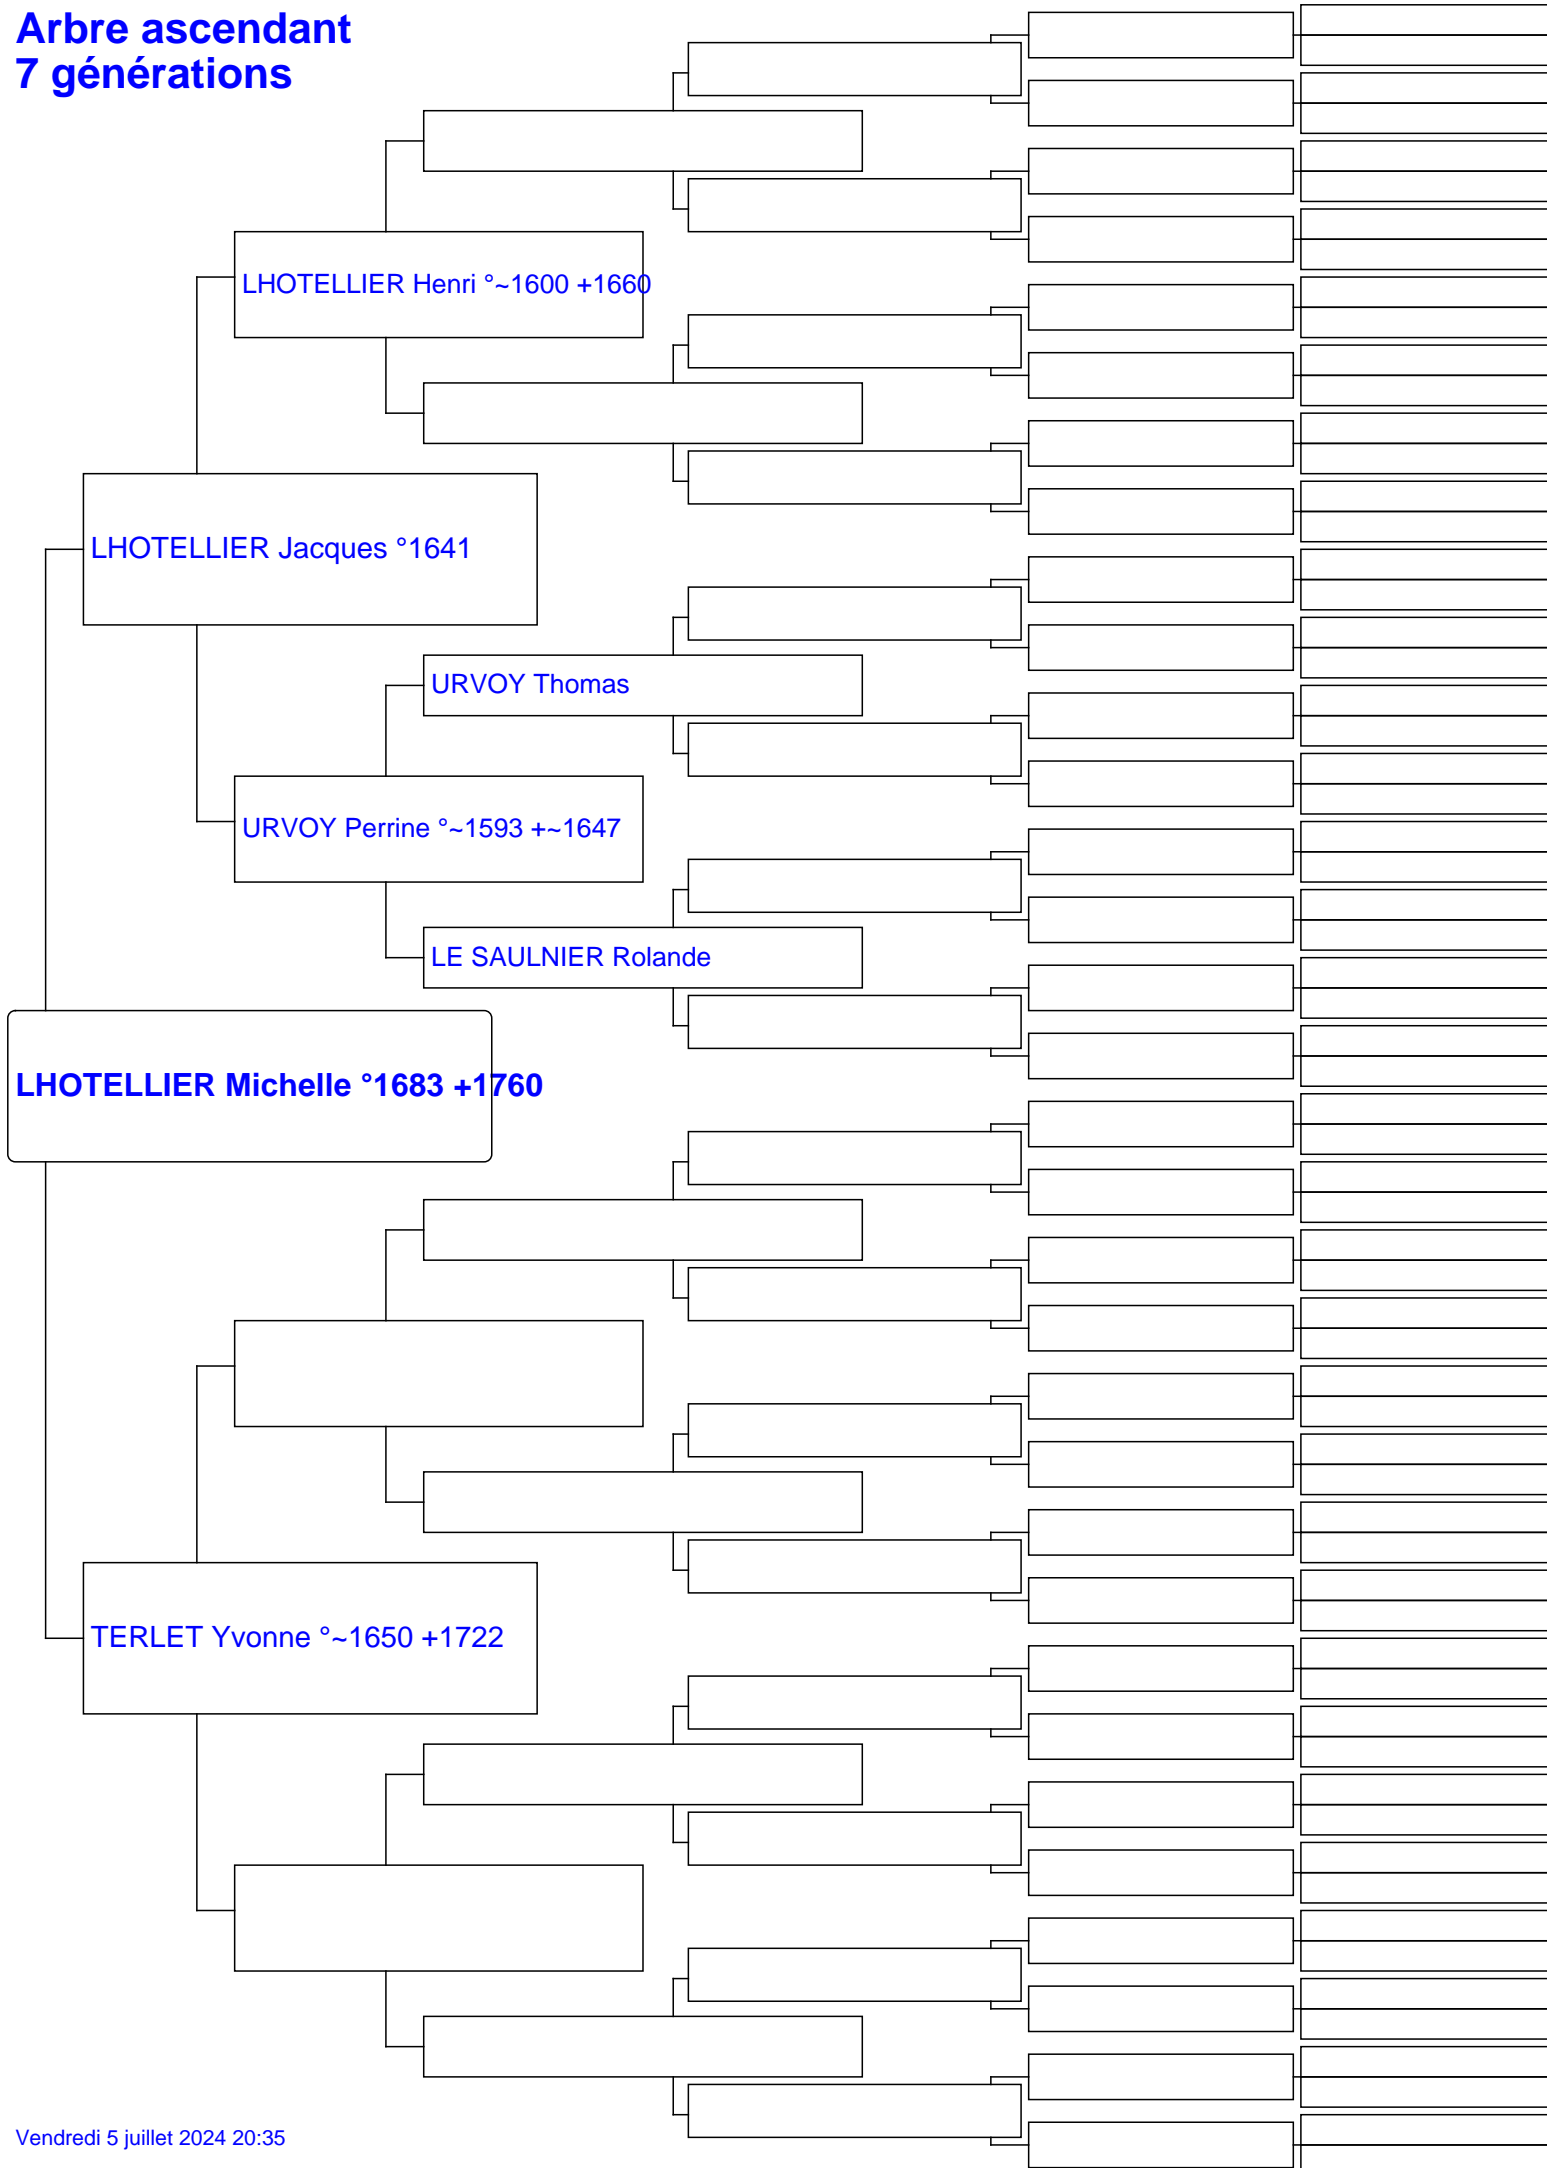 Arbre ascendant
7 générations
LHOTELLIER Henri °~1600 +1660
LHOTELLIER Jacques °1641
URVOY Thomas
URVOY Perrine °~1593 +~1647
LE SAULNIER Rolande
LHOTELLIER Michelle °1683 +1760
TERLET Yvonne °~1650 +1722
Vendredi 5 juillet 2024 20:35